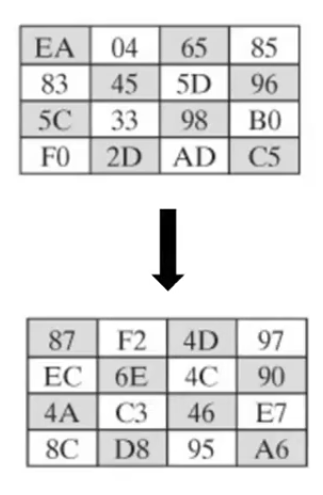 EA 04 65 85
83 45 5D 96
5C 33 98 B0
F0 2D AD C5
87 F2 4D 97
EC 6E 4C 90
4A C3 46 E7
8C D8 95 A6